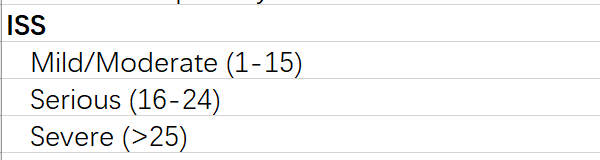 ISS
Mild/Moderate (1-15)
Serious (16-24)
Severe (>25)